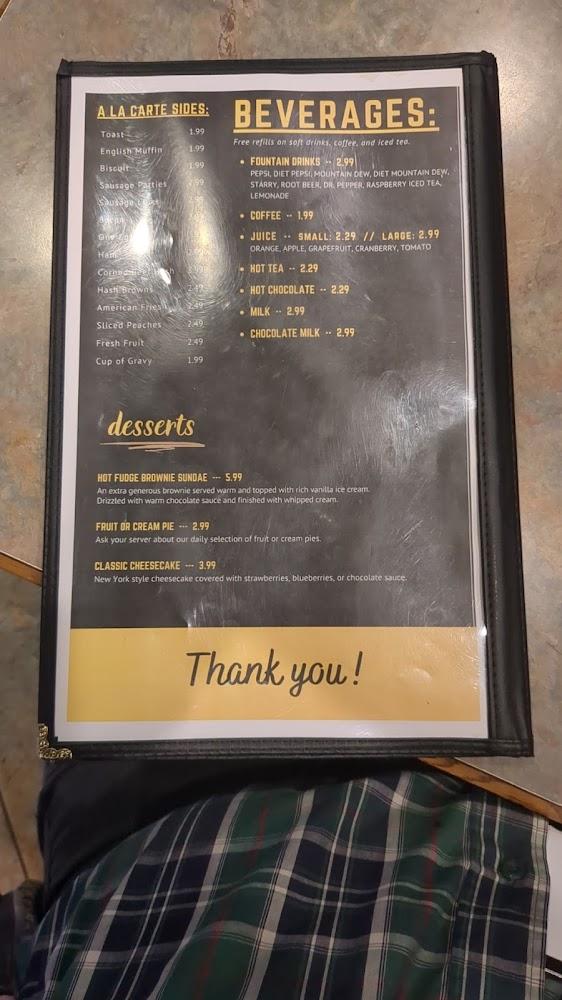 A LA CARTE SIDES:
Toast 1.99
English Muffin 1.99
Biscuit 1.99
Sausage Patties
Sausage
Ham
Hash Browns
American Fries 2.49
Sliced Peaches 2.49
Fresh Fruit 2.49
Cup of Gravy 1.99
BEVERAGES:
Free refills on soft drinks, coffee, and iced tea.
• FOUNTAIN DRINKS -- 2.99
PEPSI, DIET PEPSI, MOUNTAIN DEW, DIET MOUNTAIN DEW,
STARRY, ROOT BEER, DR. PEPPER, RASPBERRY ICED TEA,
LEMONADE
• COFFEE -- 1.99
• JUICE -- SMALL: 2.29 // LARGE: 2.99
ORANGE, APPLE, GRAPEFRUIT, CRANBERRY, TOMATO
• HOT TEA -- 2.29
• HOT CHOCOLATE -- 2.29
• MILK -- 2.99
• CHOCOLATE MILK -- 2.99
desserts
HOT FUDGE BROWNIE SUNDAE --- 5.99
An extra generous brownie served warm and topped with rich vanilla ice cream.
Drizzled with warm chocolate sauce and finished with whipped cream.
FRUIT OR CREAM PIE --- 2.99
Ask your server about our daily selection of fruit or cream pies.
CLASSIC CHEESECAKE --- 3.99
New York style cheesecake covered with strawberries, blueberries, or chocolate sauce.
Thank you!